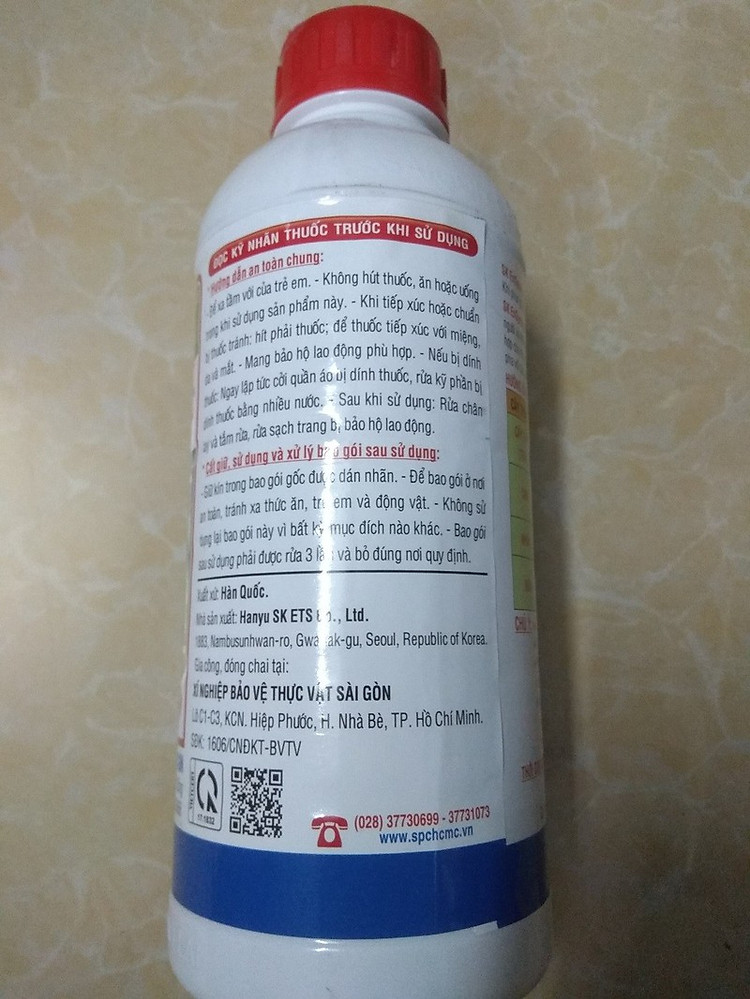 ĐỌC KỸ NHÃN THUỐC TRƯỚC KHI SỬ DỤNG
* Hướng dẫn an toàn chung:
- Để xa tầm với của trẻ em. - Không hút thuốc, ăn hoặc uống
trong khi sử dụng sản phẩm này. - Khi tiếp xúc hoặc chuẩn
bị thuốc tránh: hít phải thuốc; để thuốc tiếp xúc với miệng,
da và mắt. - Mang bảo hộ lao động phù hợp. - Nếu bị dính
thuốc: Ngay lập tức cởi quần áo bị dính thuốc, rửa kỹ phần bị
dính thuốc bằng nhiều nước. - Sau khi sử dụng: Rửa chân
tay và tắm rửa, rửa sạch trang bị bảo hộ lao động.
* Cất giữ, sử dụng và xử lý bao gói sau sử dụng:
- Giữ kín trong bao gói gốc được dán nhãn. - Để bao gói ở nơi
an toàn, tránh xa thức ăn, trẻ em và động vật. - Không sử
dụng lại bao gói này vì bất kỳ mục đích nào khác. - Bao gói
sau sử dụng phải được rửa 3 lần và bỏ đúng nơi quy định.
Xuất xứ: Hàn Quốc.
Nhà sản xuất: Hanyu SK ETS Co., Ltd.
1883, Nambusunhwan-ro, Gwanak-gu, Seoul, Republic of Korea.
Gia công, đóng chai tại:
XÍ NGHIỆP BẢO VỆ THỰC VẬT SÀI GÒN
Lô C1-C3, KCN. Hiệp Phước, H. Nhà Bè, TP. Hồ Chí Minh.
SĐK: 1606/CNĐKT-BVTV
(028) 37730699 - 37731073
www.spchcmc.vn